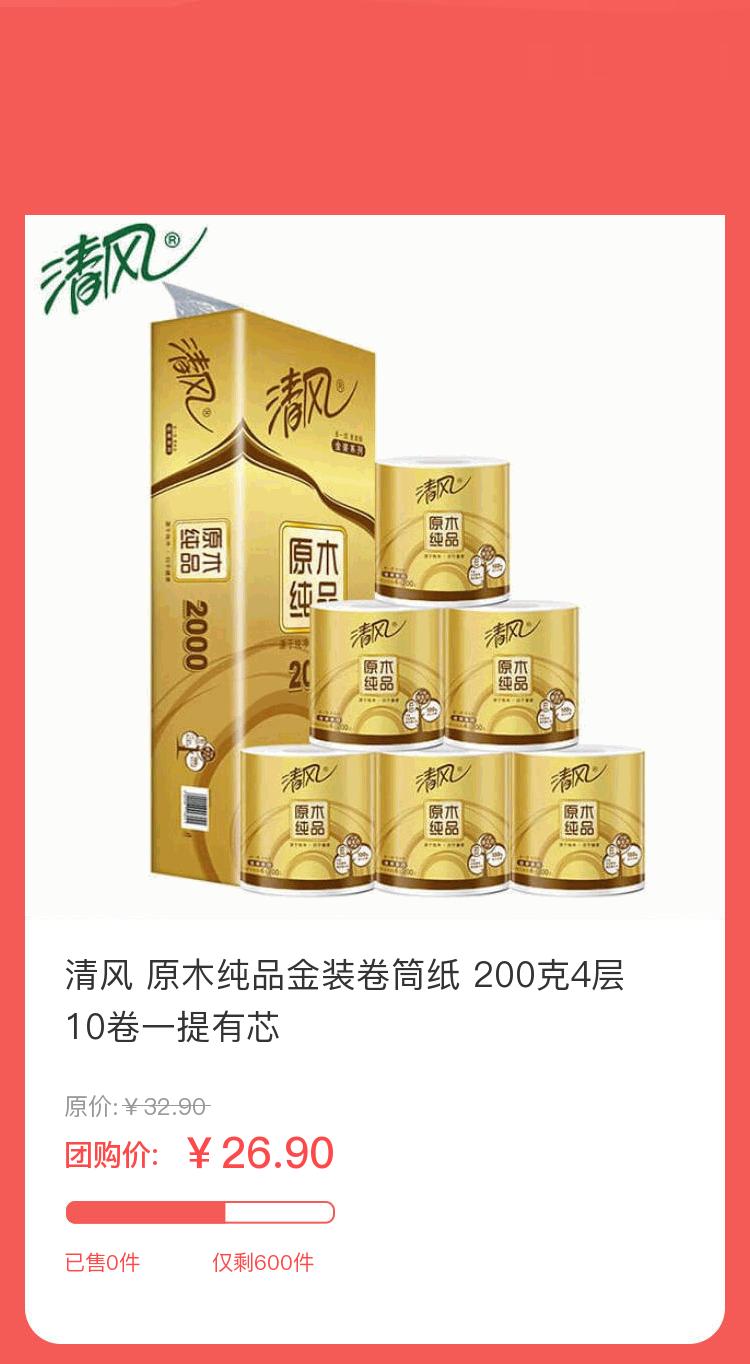 清风®
清风®
清风®
金装系列
原木
纯品
原木
纯品
2000
清风
原木
纯品
清风
原木
纯品
清风
原木
纯品
清风
原木
纯品
清风
原木
纯品
清风
原木
纯品
清风 原木纯品金装卷筒纸 200克4层
10卷一提有芯
原价:￥32.90
团购价: ￥26.90
已售0件 仅剩600件